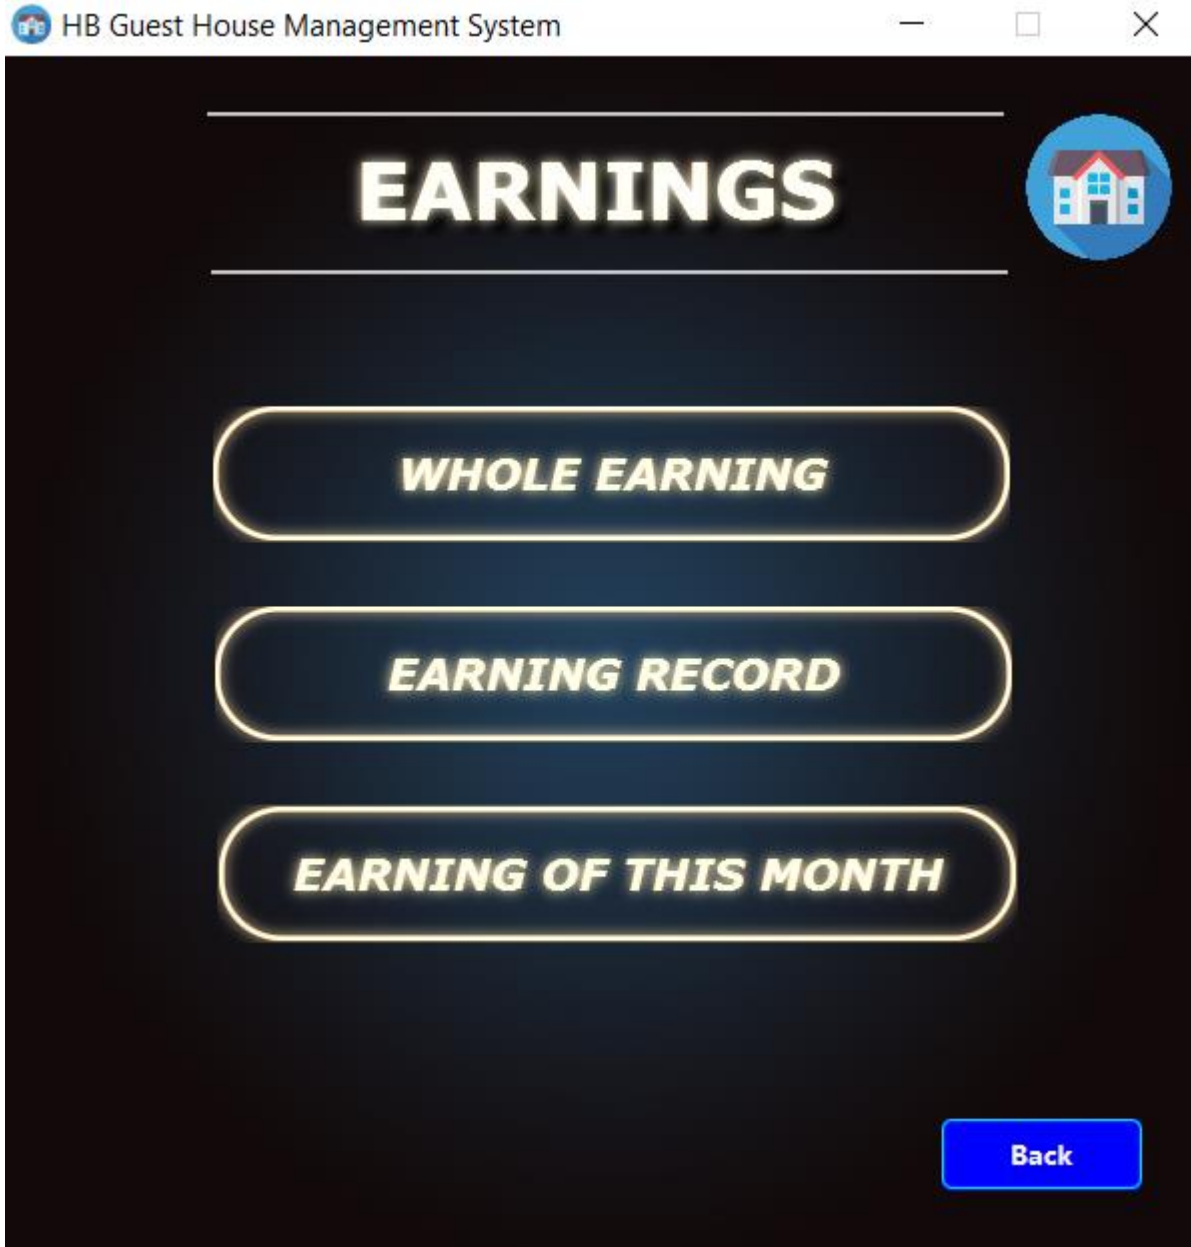 HB Guest House Management System
EARNINGS
WHOLE EARNING
EARNING RECORD
EARNING OF THIS MONTH
Back